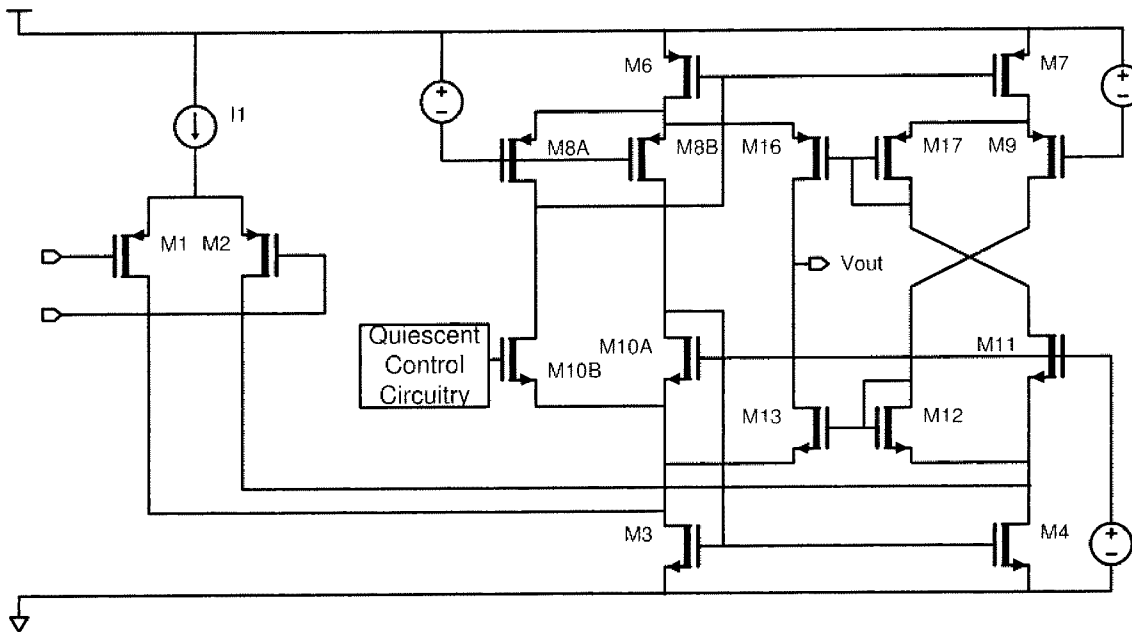 M6
M7
I1
M8A
M8B
M16
M17
M9
M1
M2
Vout
Quiescent
Control
Circuitry
M10A
M10B
M11
M13
M12
M3
M4